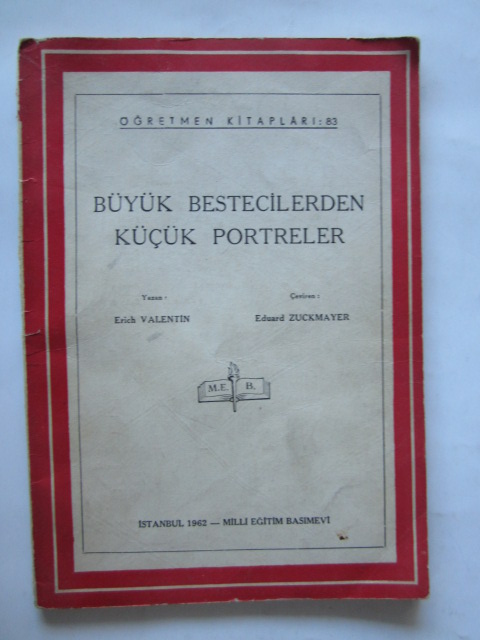 ÖĞRETMEN KİTAPLARI: 83
BÜYÜK BESTECİLERDEN
KÜÇÜK PORTRELER
Yazan :
Erich VALENTİN
Çeviren :
Eduard ZUCKMAYER
M.E. B.
İSTANBUL 1962 — MİLLİ EĞİTİM BASIMEVİ